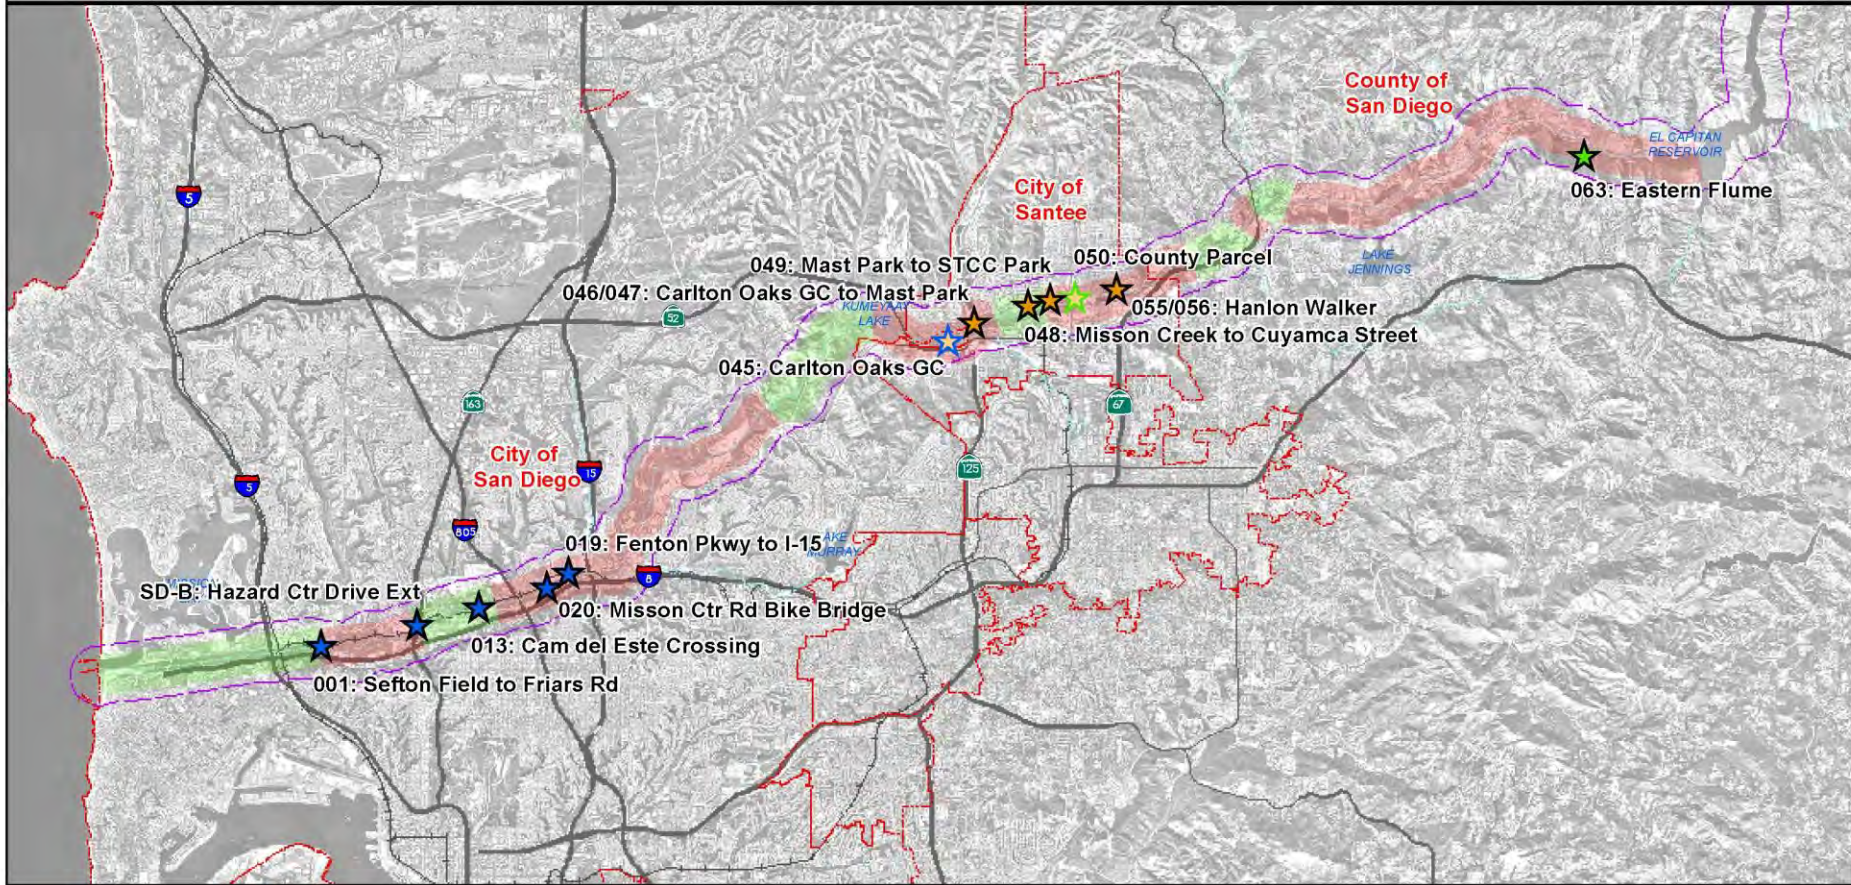 County of
San Diego
EL CAPITAN
RESERVOIR
5
063: Eastern Flume
City of
Santee
049: Mast Park to STCC Park
050: County Parcel
LAKE
JENNINGS
046/047: Carlton Oaks GC to Mast Park
KUMEYAAY
LAKE
52
055/056: Hanlon Walker
048: Misson Creek to Cuyamca Street
045: Carlton Oaks GC
163
67
City of
San Diego
15
125
5
805
019: Fenton Pkwy to I-15
LAKE
MURRAY
8
MISSION
SD-B: Hazard Ctr Drive Ext
020: Misson Ctr Rd Bike Bridge
013: Cam del Este Crossing
001: Sefton Field to Friars Rd